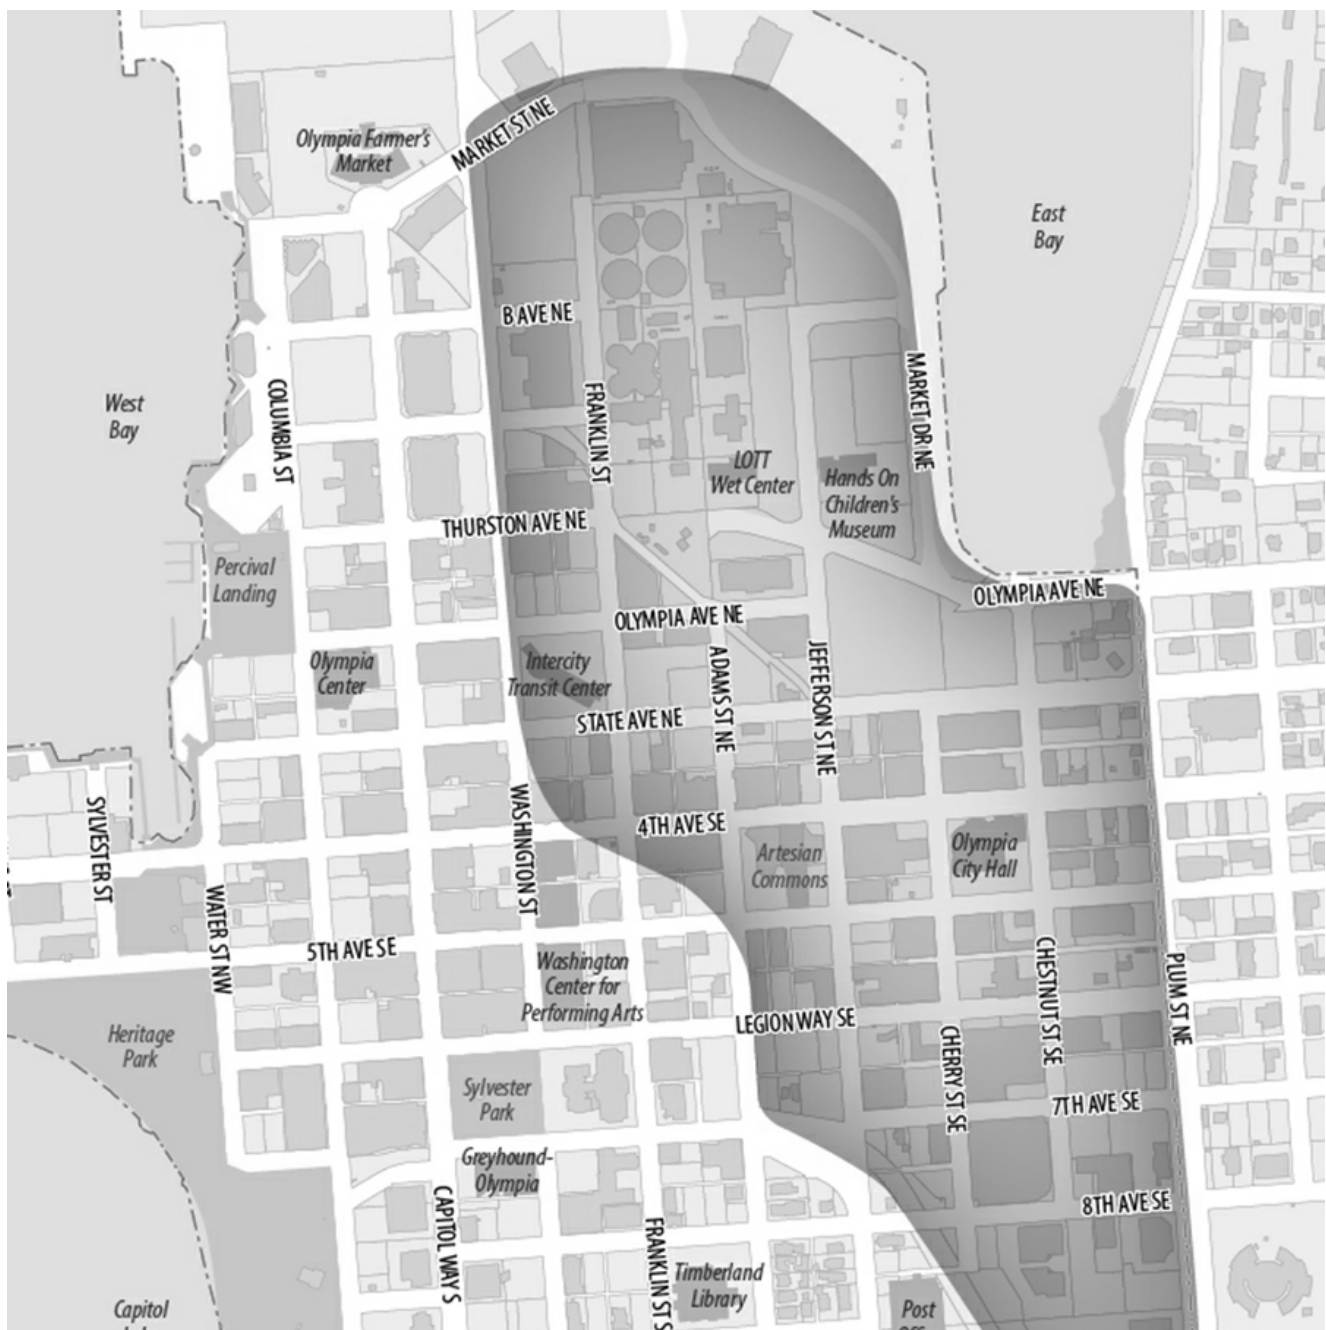 Olympia Farmer's
Market
MARKET ST NE
East
Bay
B AVE NE
West
Bay
COLUMBIA ST
FRANKLIN ST
MARKET DR NE
LOTT
Wet Center
Hands On
Children's
Museum
THURSTON AVE NE
Percival
Landing
OLYMPIA AVE NE
OLYMPIA AVE NE
Olympia
Center
Intercity
Transit Center
ADAMS ST NE
JEFFERSON ST NE
STATE AVE NE
SYLVESTER ST
WASHINGTON ST
4TH AVE SE
Artesian
Commons
Olympia
City Hall
WATER ST NW
5TH AVE SE
Washington
Center for
Performing Arts
CHESTNUT ST SE
PLUM ST NE
Heritage
Park
LEGION WAY SE
CHERRY ST SE
Sylvester
Park
7TH AVE SE
Greyhound-
Olympia
CAPITOL WAY S
FRANKLIN ST S
8TH AVE SE
Timberland
Library
Capitol
Post